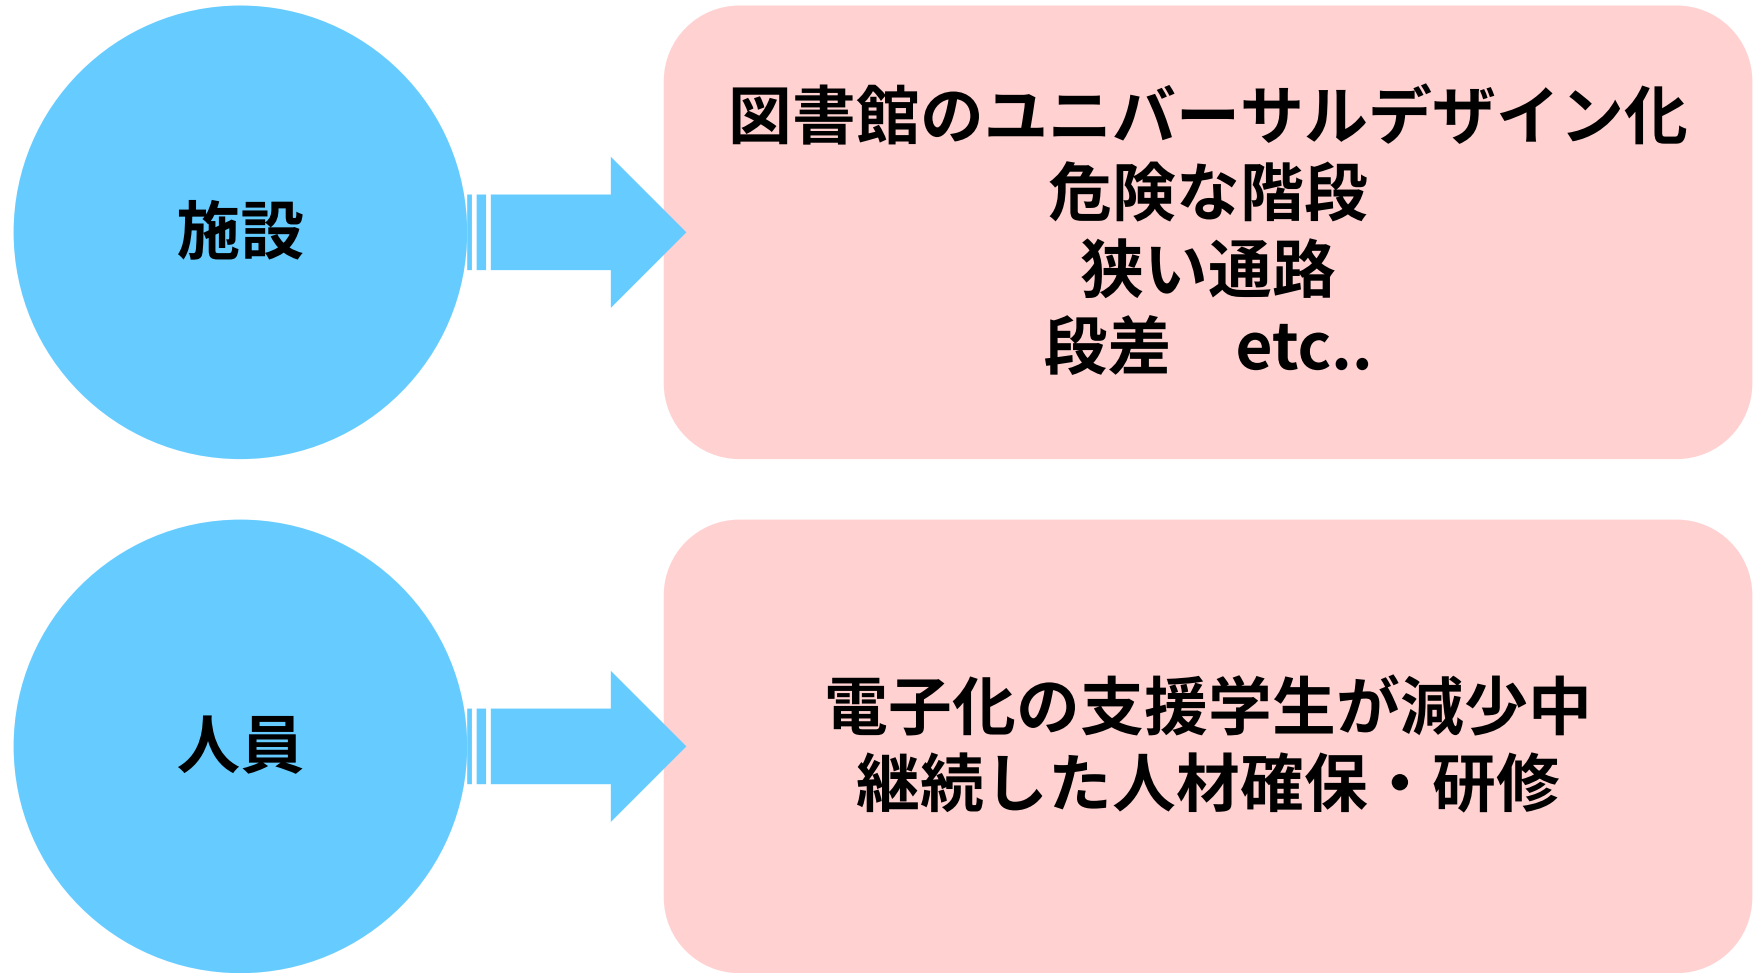 施設
図書館のユニバーサルデザイン化
危険な階段
狭い通路
段差　etc..
人員
電子化の支援学生が減少中
継続した人材確保・研修